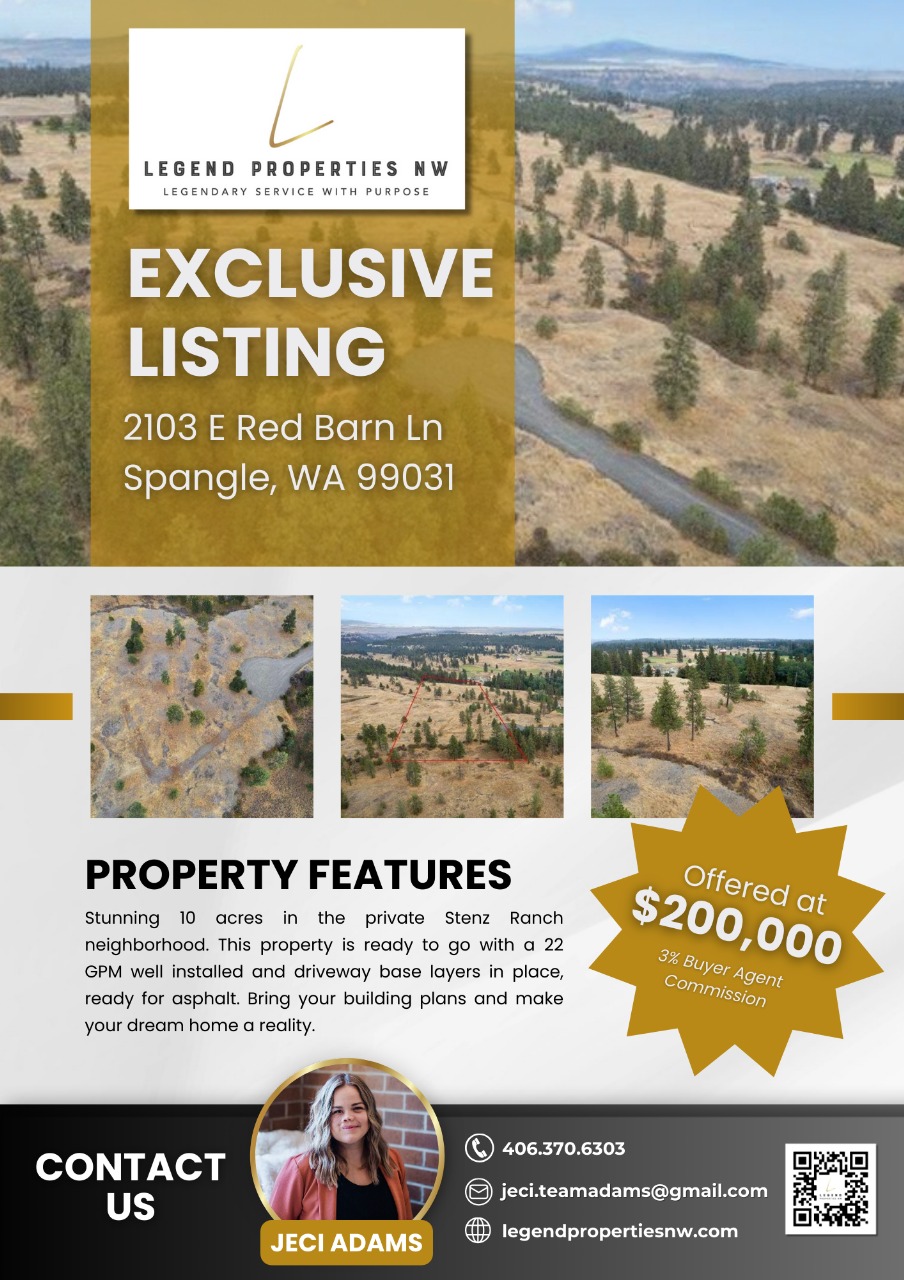 LEGEND PROPERTIES NW
LEGENDARY SERVICE WITH PURPOSE
EXCLUSIVE
LISTING
2103 E Red Barn Ln
Spangle, WA 99031
PROPERTY FEATURES
Stunning 10 acres in the private Stenz Ranch
neighborhood. This property is ready to go with a 22
GPM well installed and driveway base layers in place,
ready for asphalt. Bring your building plans and make
your dream home a reality.
Offered at
$200,000
3% Buyer Agent
Commission
CONTACT
US
JECI ADAMS
406.370.6303
jeci.teamadams@gmail.com
legendpropertiesnw.com